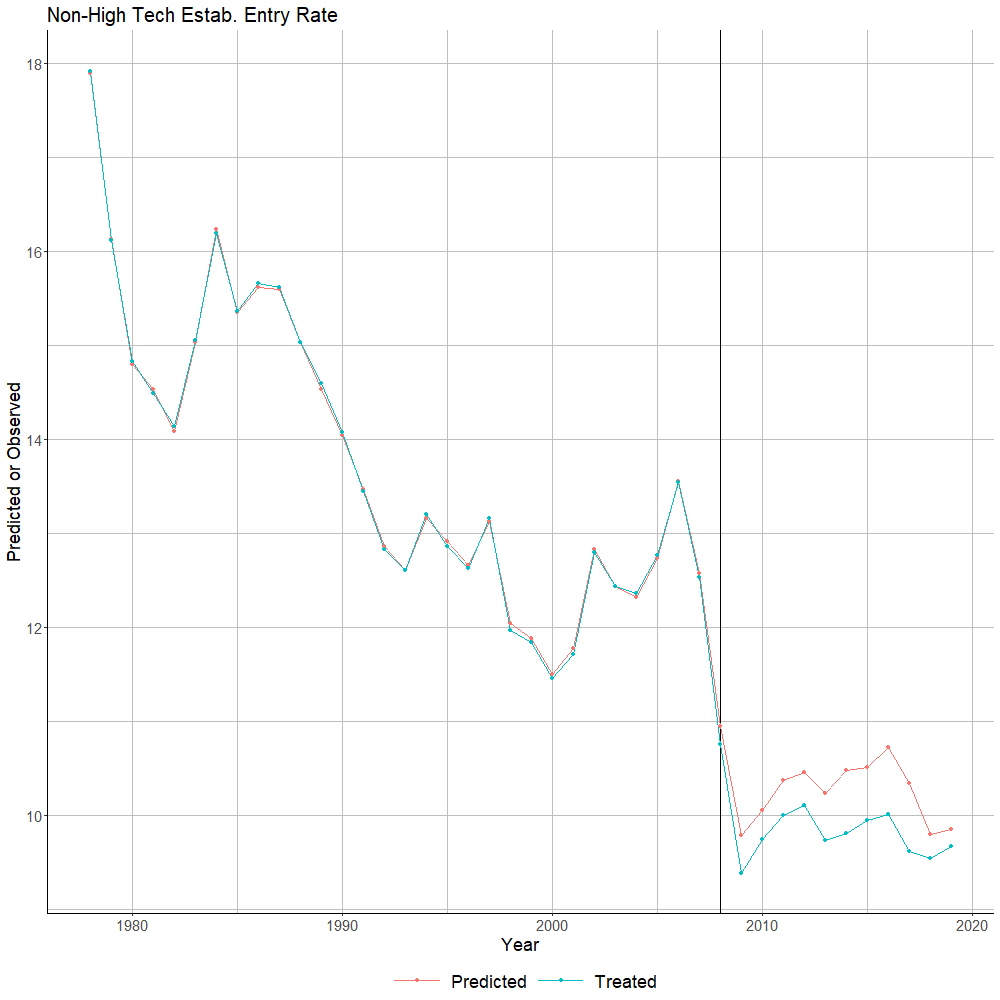 Non-High Tech Estab. Entry Rate
Predicted or Observed
18
16
14
12
10
1980 1990 2000 2010 2020
Year
Predicted Treated